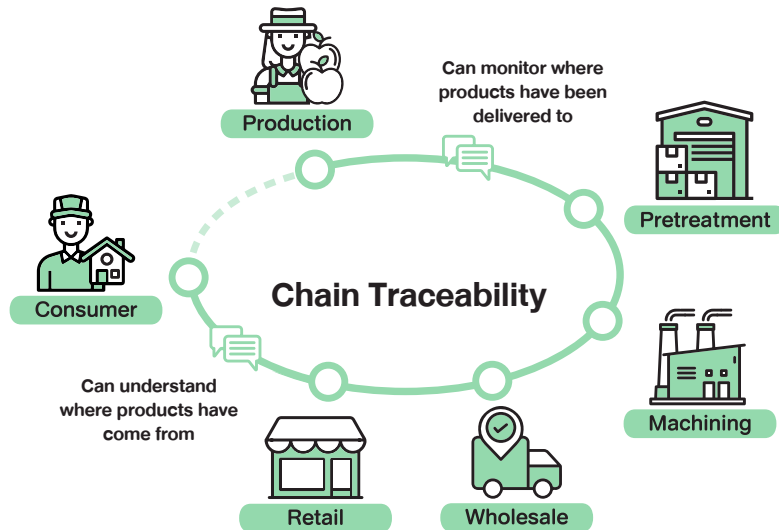 Production
Can monitor where
products have been
delivered to
Pretreatment
Consumer
Chain Traceability
Machining
Can understand
where products have
come from
Retail
Wholesale